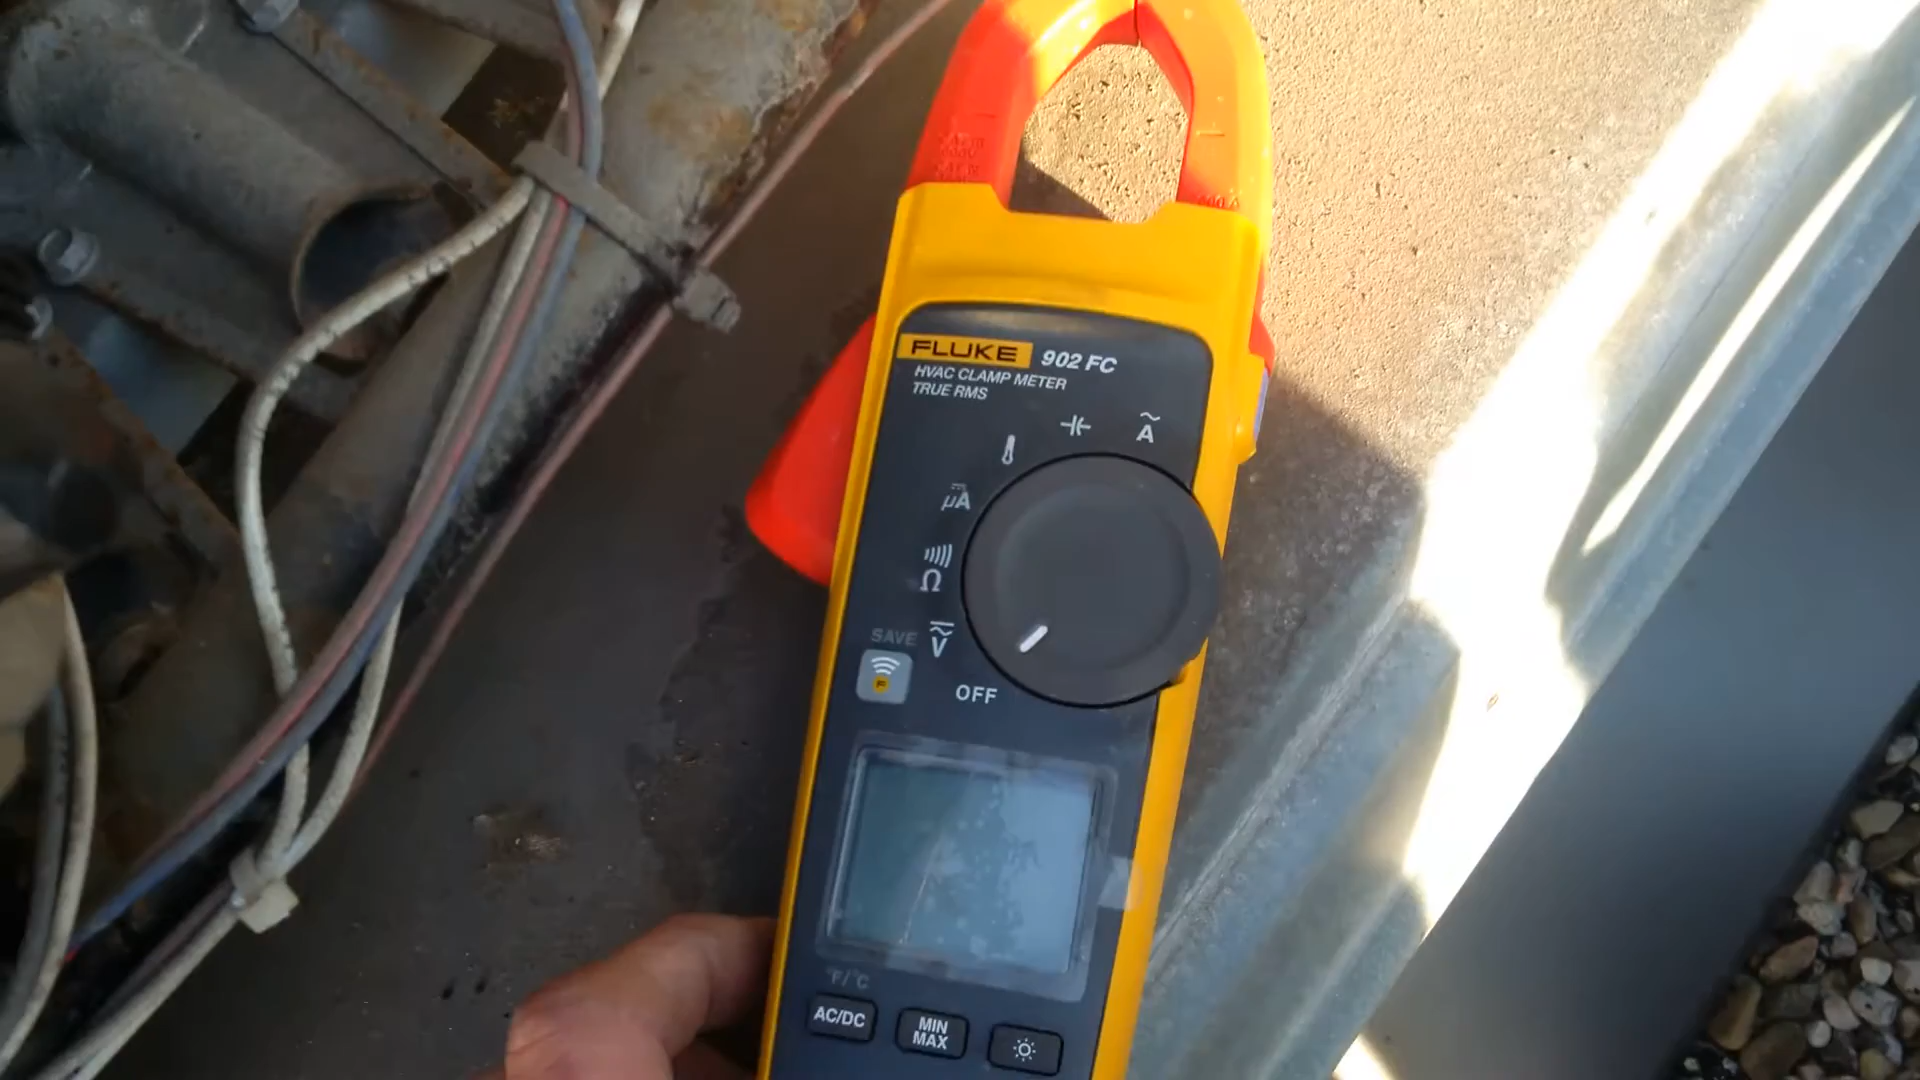 FLUKE 902 FC
HVAC CLAMP METER
TRUE RMS
A
µA
Ω
V
SAVE
OFF
°F/°C
AC/DC
MIN
MAX